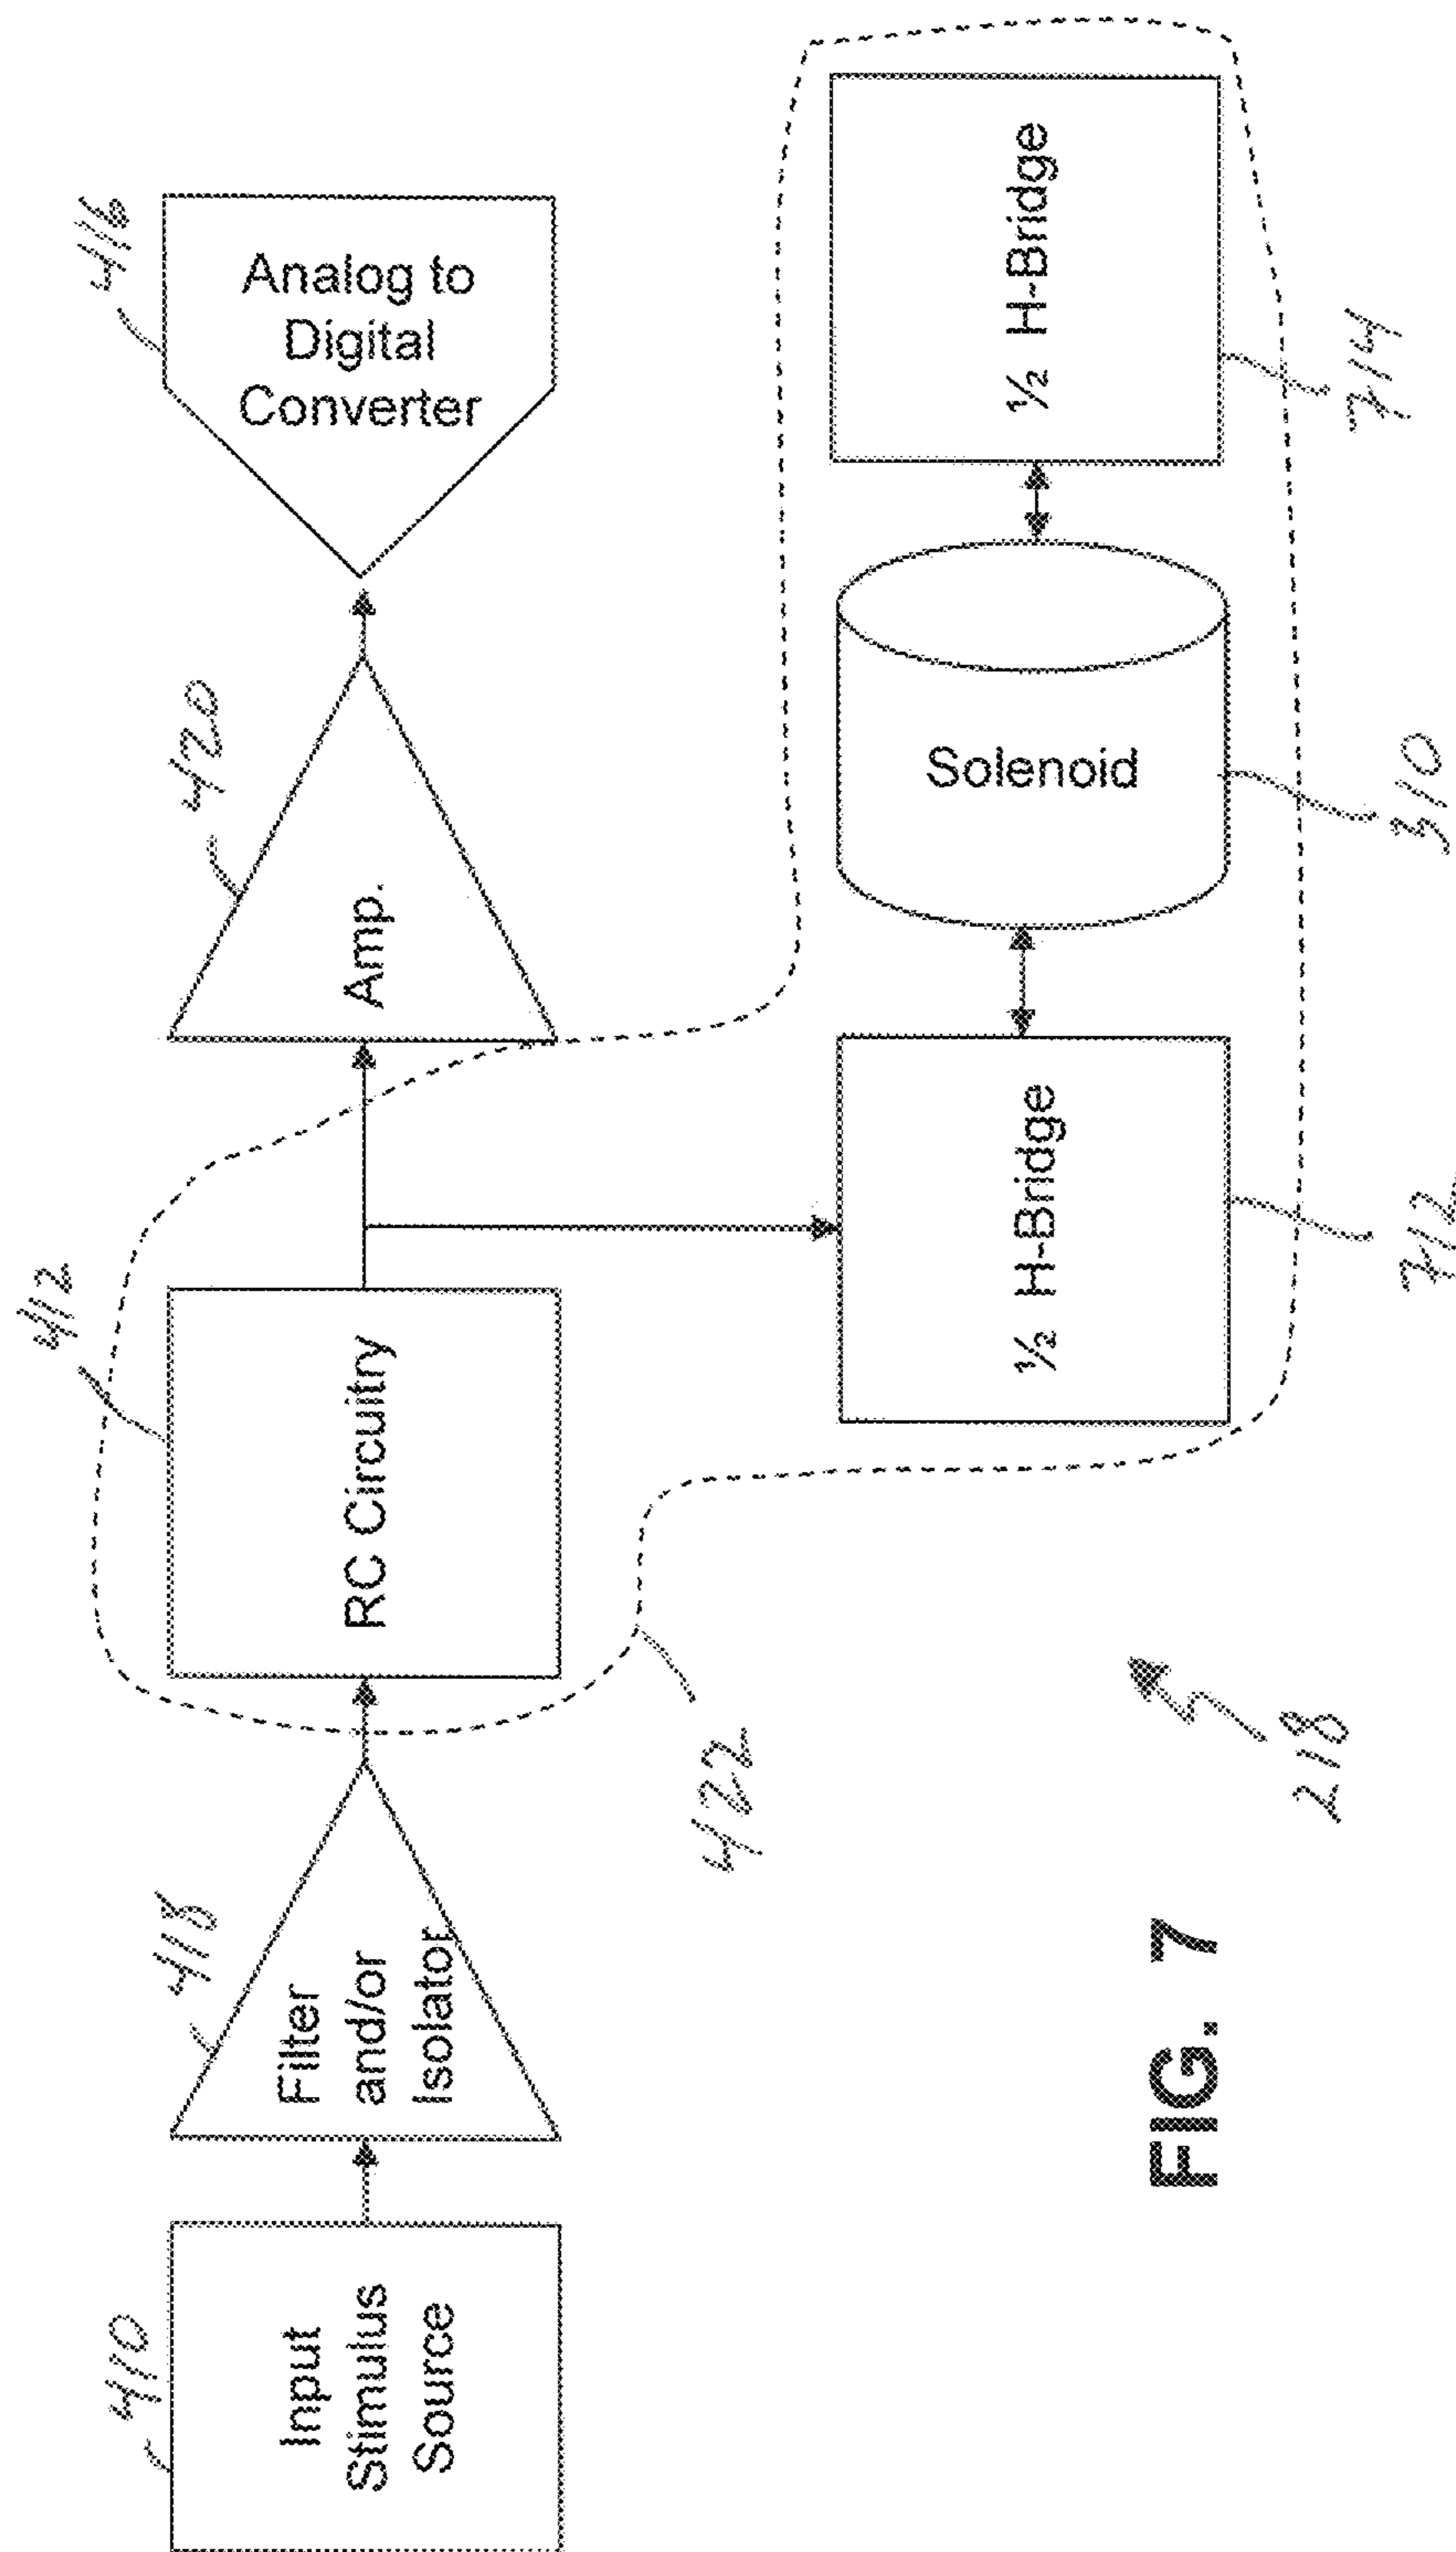 410
Input
Stimulus
Source
418
Filter
and/or
Isolator
412
RC Circuitry
422
420
Amp.
416
Analog to
Digital
Converter
½ H-Bridge
712
Solenoid
310
½ H-Bridge
714
218
FIG. 7